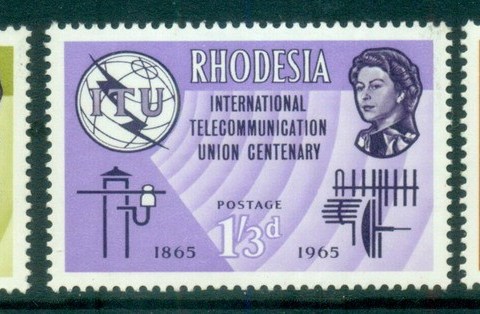 RHODESIA
ITU
INTERNATIONAL
TELECOMMUNICATION
UNION CENTENARY
POSTAGE
1'3d
1865 1965